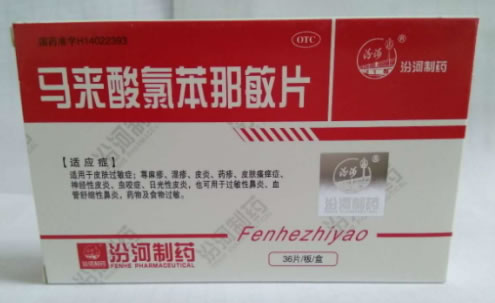 国药准字H14022393
OTC
汾河制药
马来酸氯苯那敏片
【适应症】
适用于皮肤过敏症：荨麻疹、湿疹、皮炎、药疹、皮肤瘙痒症、
神经性皮炎、虫咬症、日光性皮炎，也可用于过敏性鼻炎、血
管舒缩性鼻炎、药物及食物过敏。
汾河制药
FENHE PHARMACEUTICAL
Fenhezhiyao
36片/板/盒